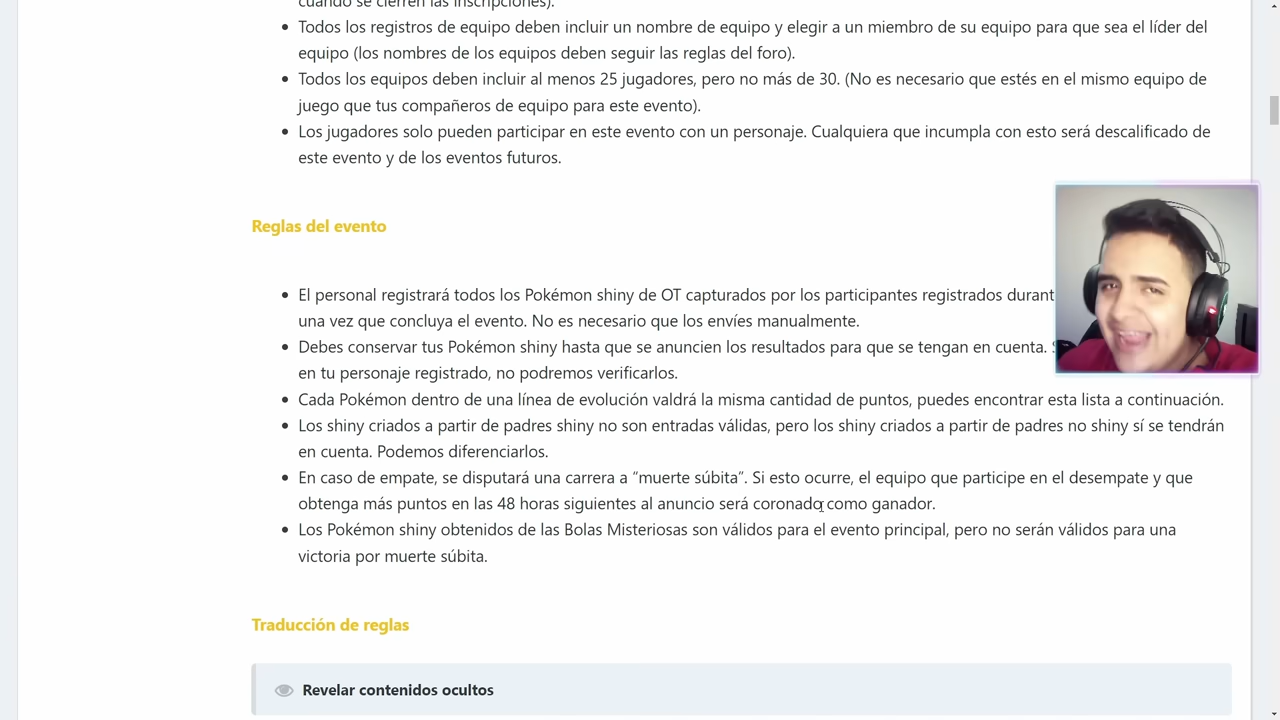 cuando se cierren las inscripciones).
Todos los registros de equipo deben incluir un nombre de equipo y elegir a un miembro de su equipo para que sea el líder del
equipo (los nombres de los equipos deben seguir las reglas del foro).
Todos los equipos deben incluir al menos 25 jugadores, pero no más de 30. (No es necesario que estés en el mismo equipo de
juego que tus compañeros de equipo para este evento).
Los jugadores solo pueden participar en este evento con un personaje. Cualquiera que incumpla con esto será descalificado de
este evento y de los eventos futuros.
Reglas del evento
El personal registrará todos los Pokémon shiny de OT capturados por los participantes registrados durant
una vez que concluya el evento. No es necesario que los envíes manualmente.
Debes conservar tus Pokémon shiny hasta que se anuncien los resultados para que se tengan en cuenta.
en tu personaje registrado, no podremos verificarlos.
Cada Pokémon dentro de una línea de evolución valdrá la misma cantidad de puntos, puedes encontrar esta lista a continuación.
Los shiny criados a partir de padres shiny no son entradas válidas, pero los shiny criados a partir de padres no shiny sí se tendrán
en cuenta. Podemos diferenciarlos.
En caso de empate, se disputará una carrera a “muerte súbita”. Si esto ocurre, el equipo que participe en el desempate y que
obtenga más puntos en las 48 horas siguientes al anuncio será coronado como ganador.
Los Pokémon shiny obtenidos de las Bolas Misteriosas son válidos para el evento principal, pero no serán válidos para una
victoria por muerte súbita.
Traducción de reglas
Revelar contenidos ocultos